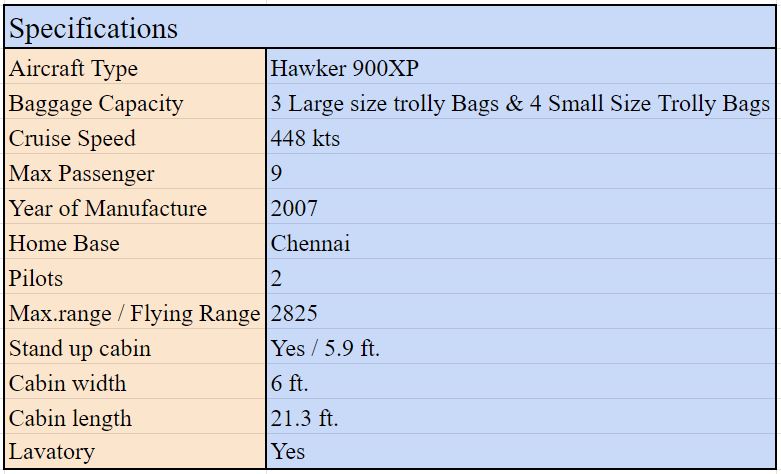 Specifications
Aircraft Type Hawker 900XP
Baggage Capacity 3 Large size trolly Bags & 4 Small Size Trolly Bags
Cruise Speed 448 kts
Max Passenger 9
Year of Manufacture 2007
Home Base Chennai
Pilots 2
Max.range / Flying Range 2825
Stand up cabin Yes / 5.9 ft.
Cabin width 6 ft.
Cabin length 21.3 ft.
Lavatory Yes